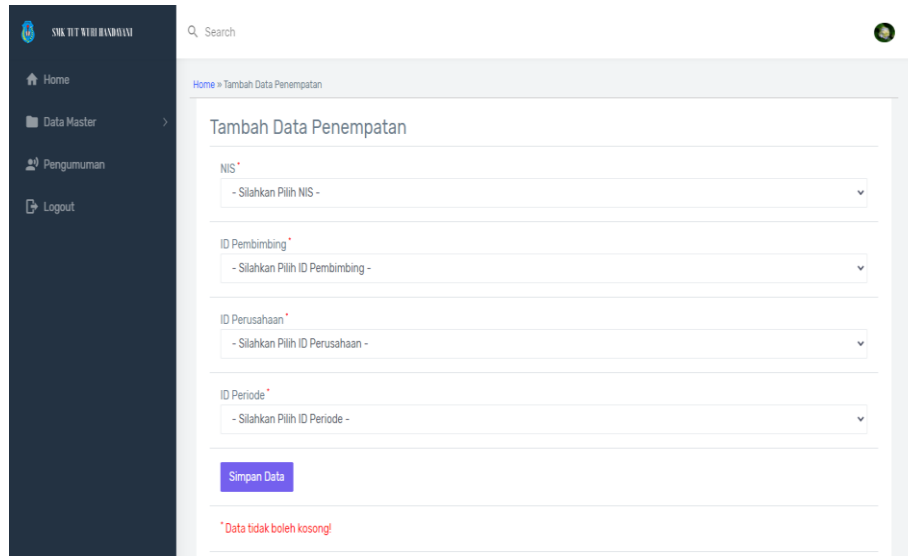 SMK TUT WURI HANDAYANI
Search
Home
Data Master
Pengumuman
Logout
Home » Tambah Data Penempatan
Tambah Data Penempatan
NIS*
- Silahkan Pilih NIS -
ID Pembimbing*
- Silahkan Pilih ID Pembimbing -
ID Perusahaan*
- Silahkan Pilih ID Perusahaan -
ID Periode*
- Silahkan Pilih ID Periode -
Simpan Data
*Data tidak boleh kosong!